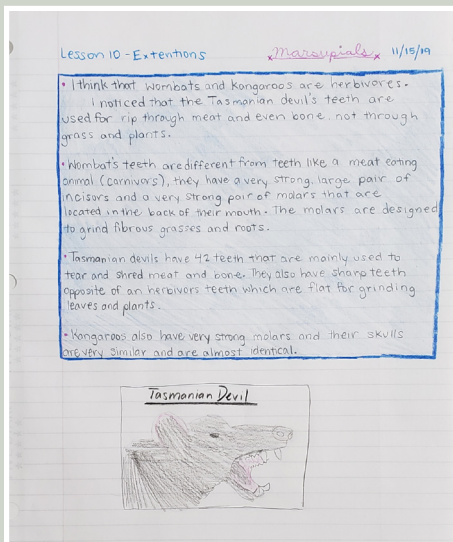 Lesson 10 - Extentions
Marsupials
11/15/19
• I think that Wombats and Kangaroos are herbivores.
I noticed that the Tasmanian devil's teeth are
used for rip through meat and even bone, not through
grass and plants.
• Wombat's teeth are different from teeth like a meat eating
animal (carnivors), they have a very strong, large pair of
incisors and a very strong pair of molars that are
located in the back of their mouth. The molars are designed
to grind fibrous grasses and roots.
• Tasmanian devils have 42 teeth that are mainly used to
tear and shred meat and bone. They also have sharp teeth
opposite of an herbivors teeth which are flat for grinding
leaves and plants.
• Kangaroos also have very strong molars and their skulls
are very similar and are almost identical.
Tasmanian Devil